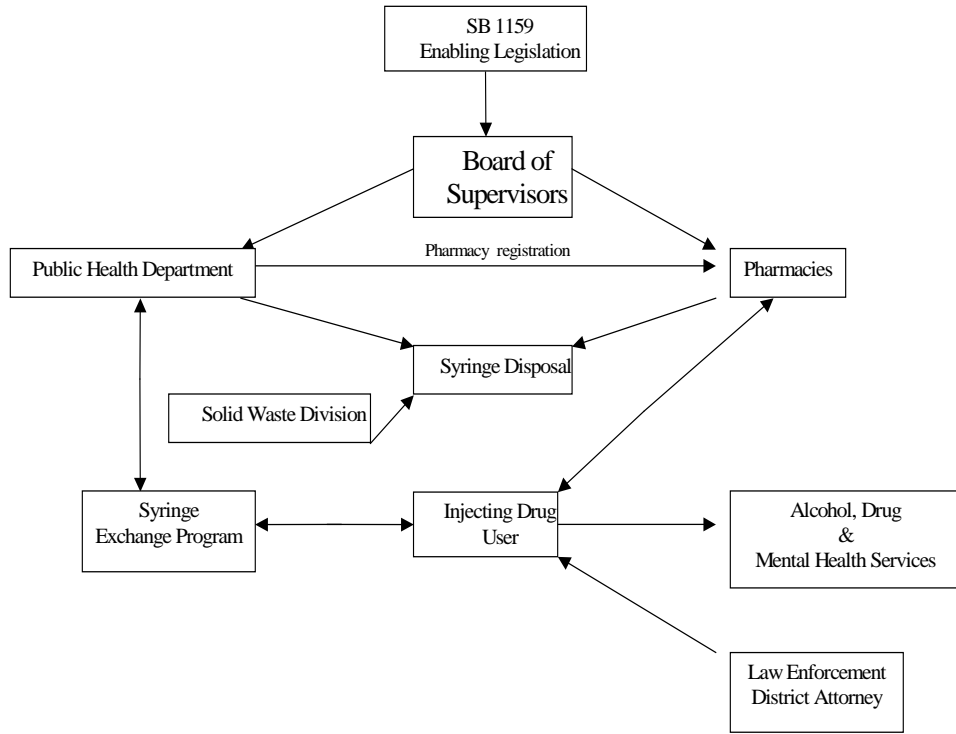 SB 1159
Enabling Legislation
Board of
Supervisors
Pharmacy registration
Public Health Department
Pharmacies
Syringe Disposal
Solid Waste Division
Syringe
Exchange Program
Injecting Drug
User
Alcohol, Drug
&
Mental Health Services
Law Enforcement
District Attorney